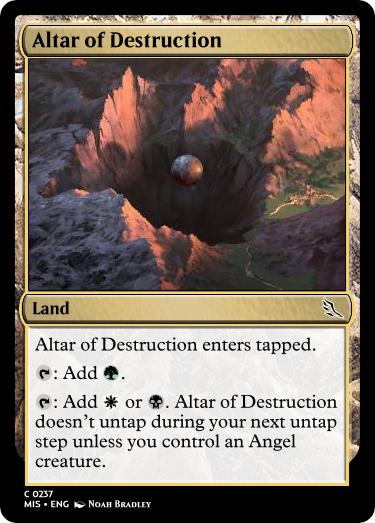 Altar of Destruction
Land
Altar of Destruction enters tapped.
: Add .
: Add or . Altar of Destruction
doesn't untap during your next untap
step unless you control an Angel
creature.
C 0237
MIS • ENG Noah Bradley